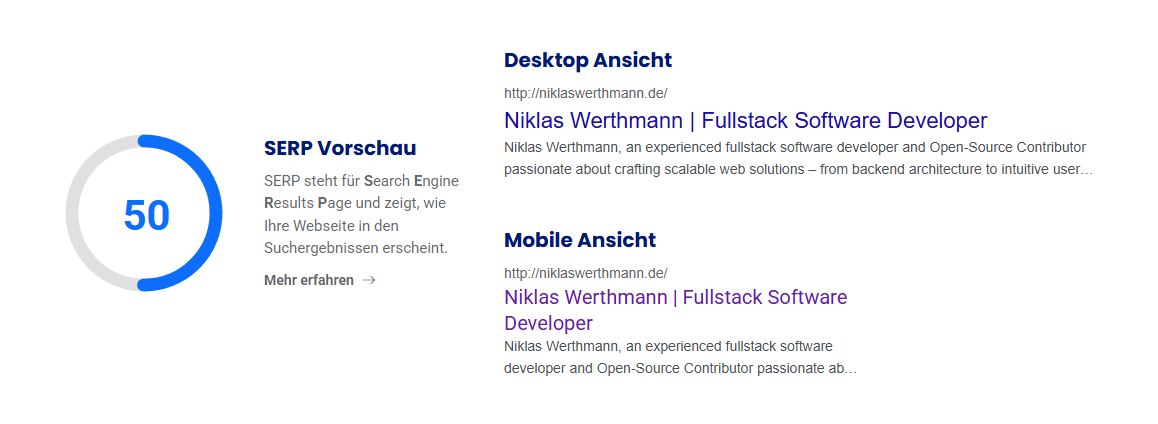 50
SERP Vorschau
SERP steht für Search Engine
Results Page und zeigt, wie
Ihre Webseite in den
Suchergebnissen erscheint.
Mehr erfahren →
Desktop Ansicht
http://niklaswerthmann.de/
Niklas Werthmann | Fullstack Software Developer
Niklas Werthmann, an experienced fullstack software developer and Open-Source Contributor
passionate about crafting scalable web solutions – from backend architecture to intuitive user…
Mobile Ansicht
http://niklaswerthmann.de/
Niklas Werthmann | Fullstack Software
Developer
Niklas Werthmann, an experienced fullstack software
developer and Open-Source Contributor passionate ab…